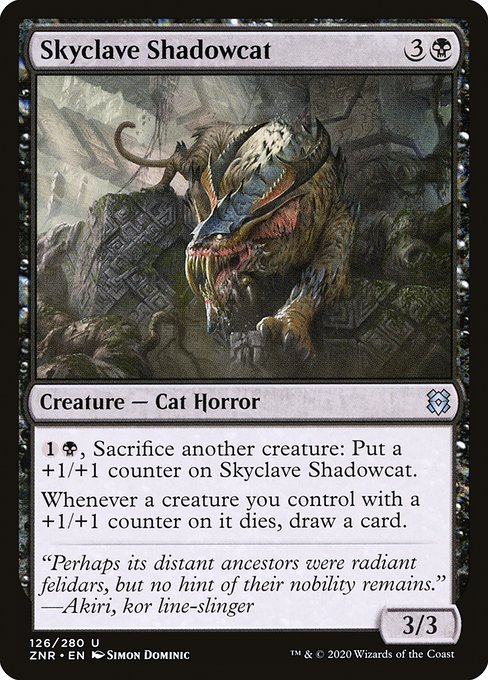 Skyclave Shadowcat 3
Creature — Cat Horror
1, Sacrifice another creature: Put a
+1/+1 counter on Skyclave Shadowcat.
Whenever a creature you control with a
+1/+1 counter on it dies, draw a card.
“Perhaps its distant ancestors were radiant
felidars, but no hint of their nobility remains.”
—Akiri, kor line-slinger
3/3
126/280 U
ZNR • EN Simon Dominic
™ & © 2020 Wizards of the Coast